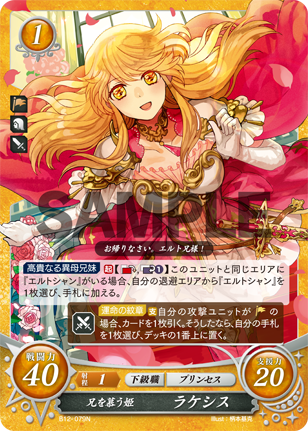 1
SAMPLE
お帰りなさい、エルト兄様!
高貴なる異母兄妹 起【1】このユニットと同じエリアに
『エルトシャン』がいる場合、自分の退避エリアから『エルトシャン』を
1枚選び、手札に加える。
運命の紋章 支 自分の攻撃ユニットが
の場合、カードを1枚引く。そうしたなら、自分の手札
を1枚選び、デッキの1番上に置く。
戦闘力
40
射程 1
下級職
プリンセス
支援力
20
兄を慕う姫
ラケシス
B12-079N